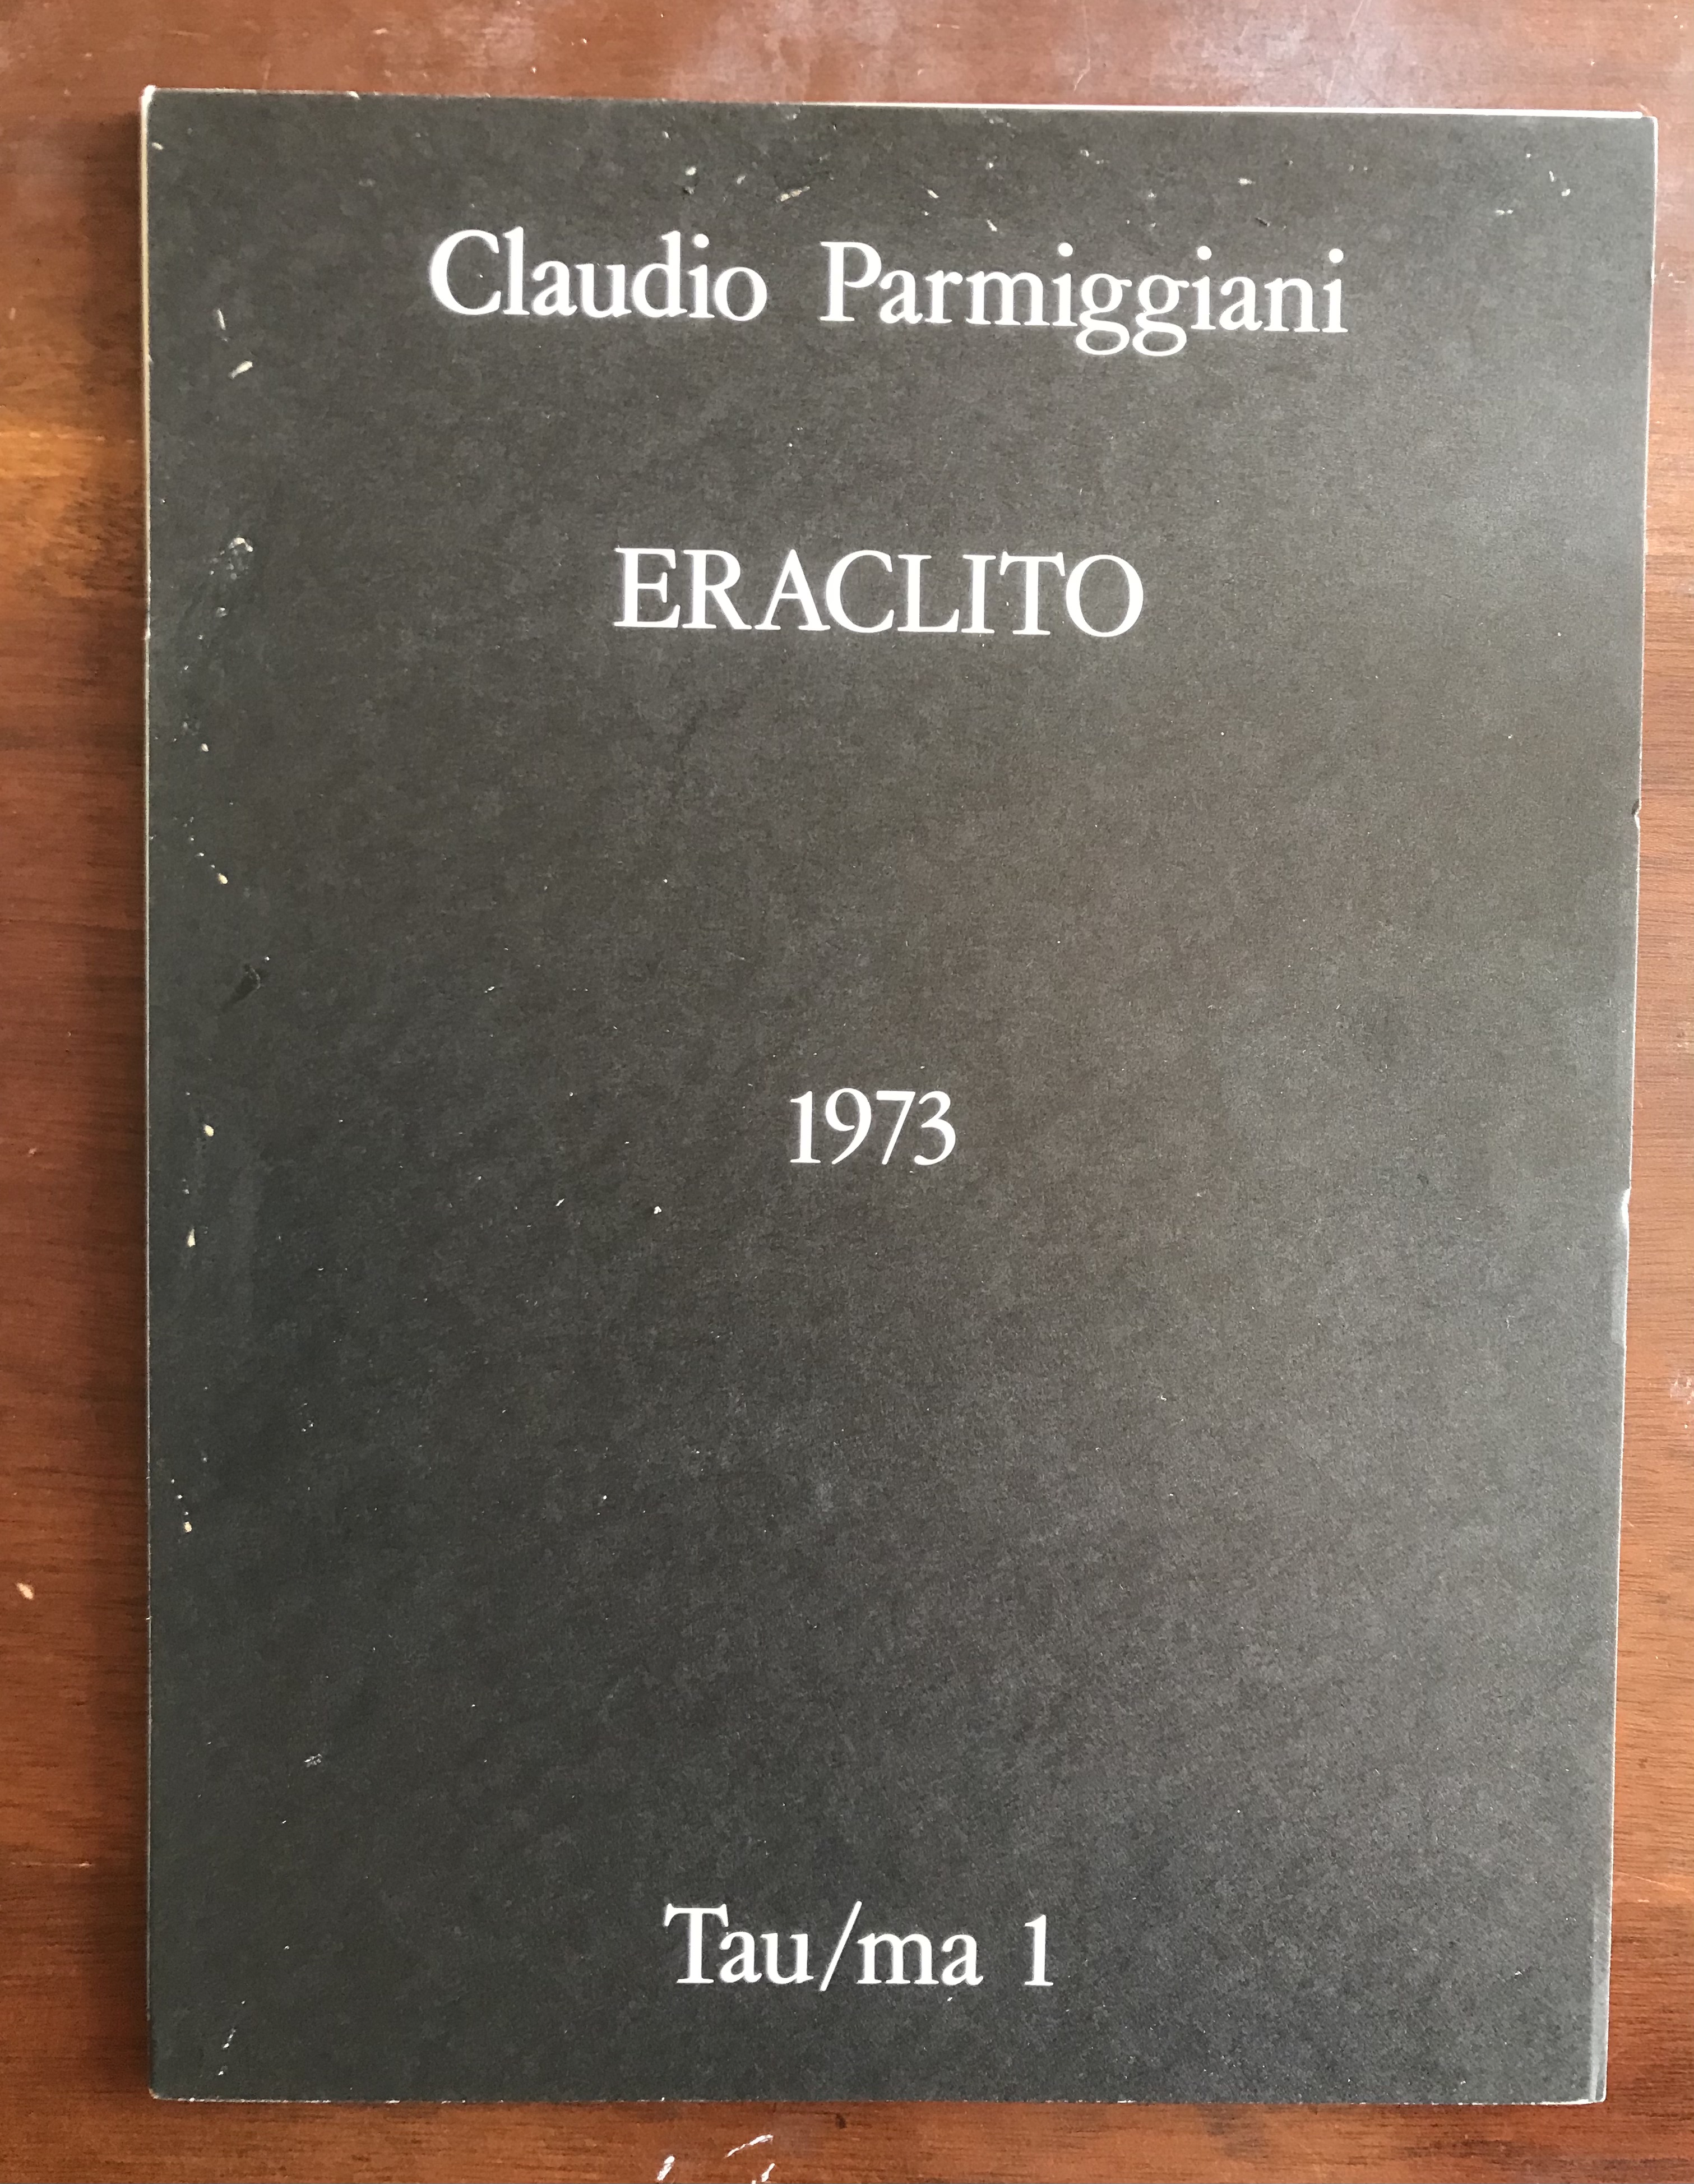 Claudio Parmiggiani
ERACLITO
1973
Tau/ma 1